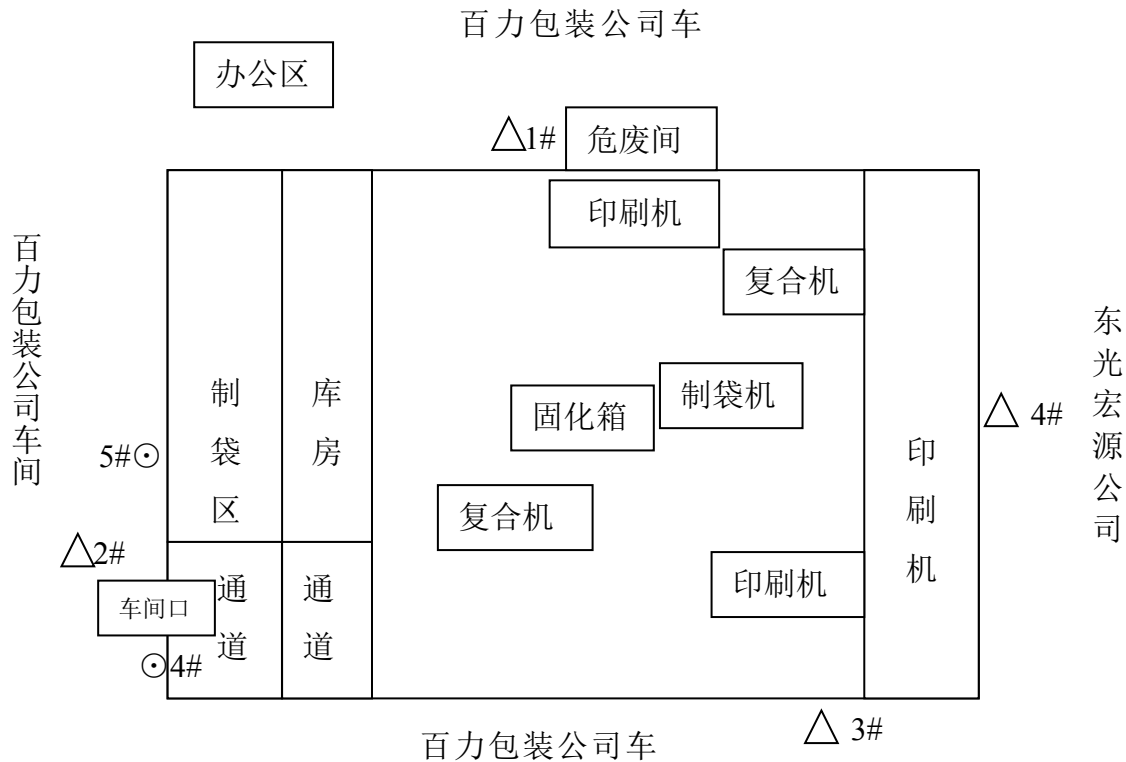 百力包装公司车
办公区
△1#
危废间
印刷机
复合机
百力包装公司车间
东光宏源公司
制袋区
库房
制袋机
固化箱
△ 4#
印刷机
5#⊙
复合机
△2#
印刷机
车间口
通道
通道
⊙4#
△ 3#
百力包装公司车